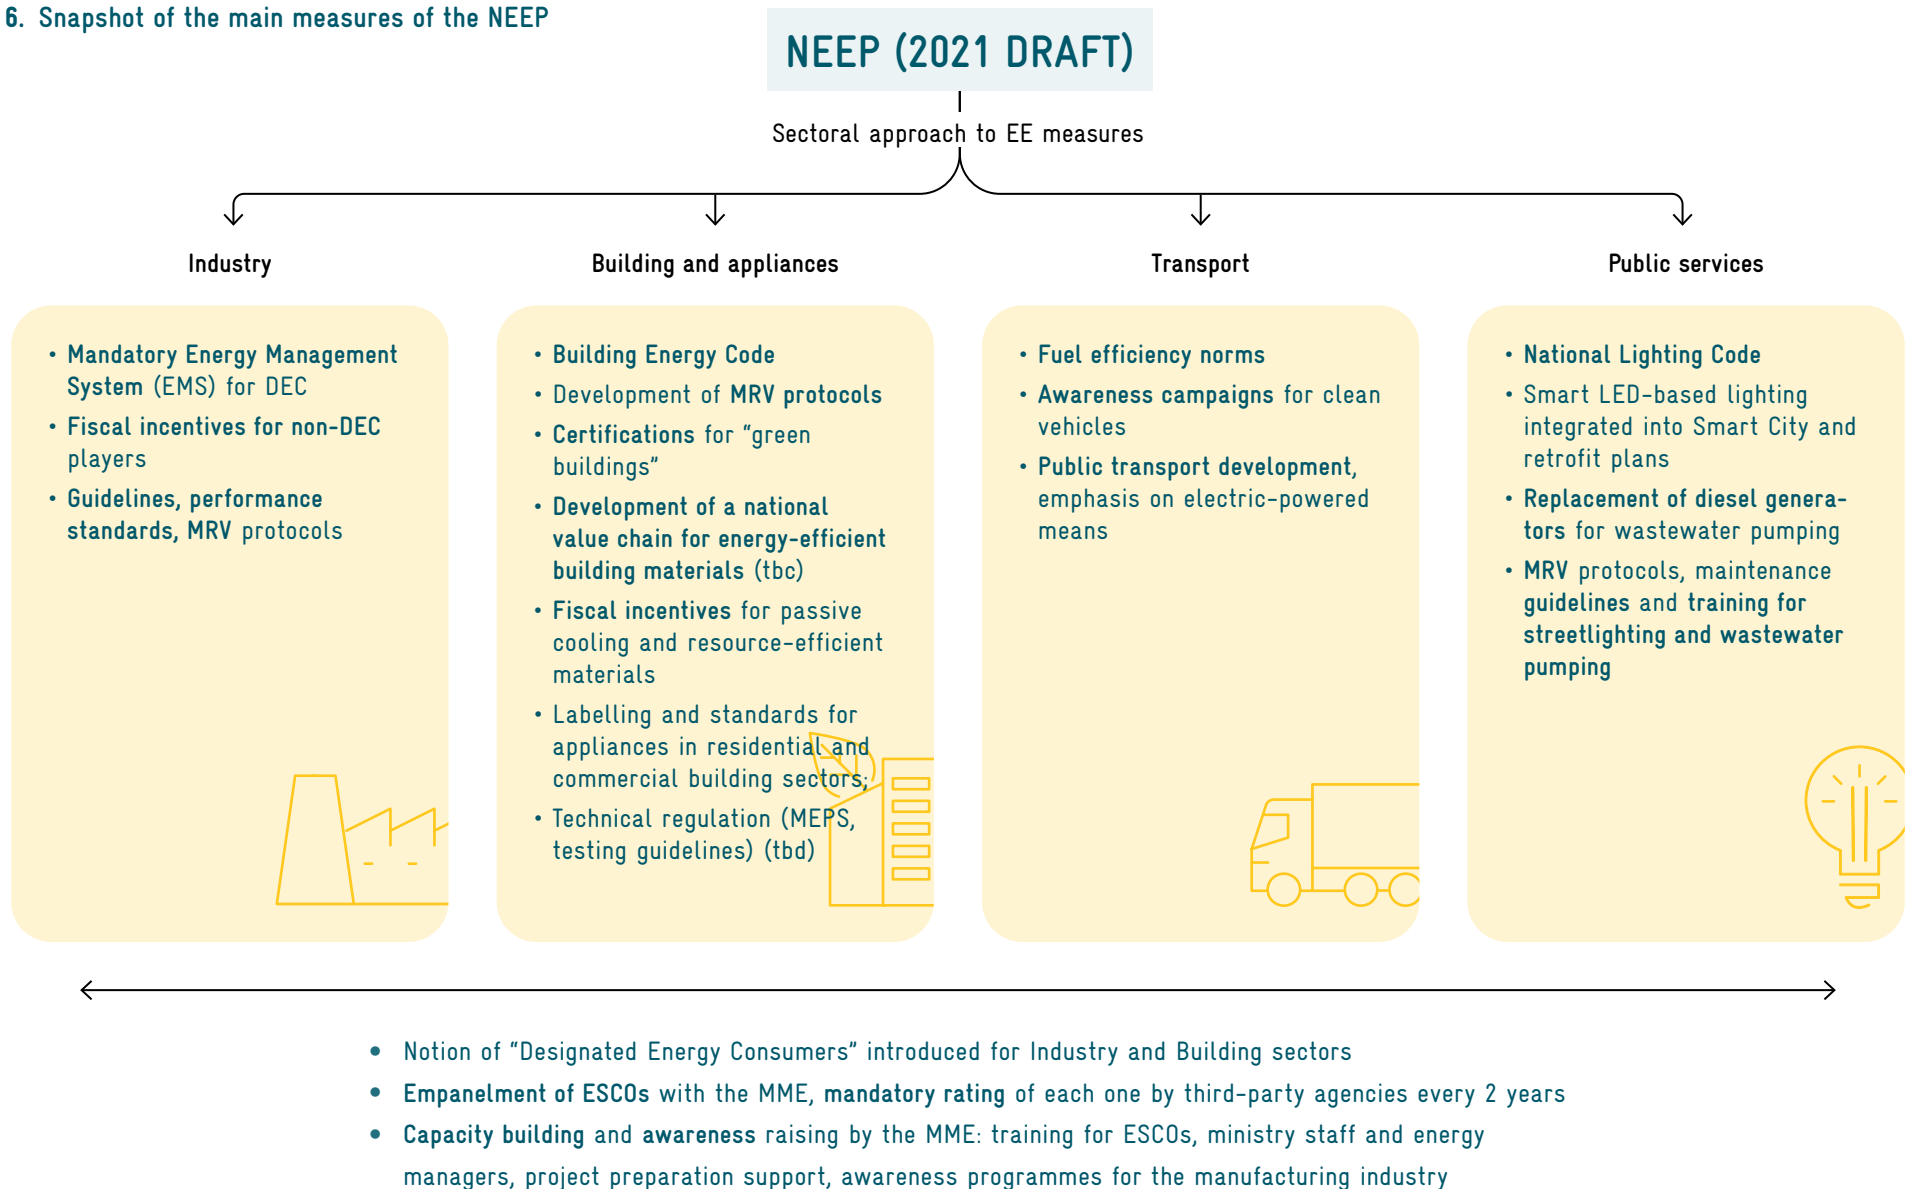 6. Snapshot of the main measures of the NEEP
NEEP (2021 DRAFT)
Sectoral approach to EE measures
Industry
• Mandatory Energy Management
System (EMS) for DEC
• Fiscal incentives for non-DEC
players
• Guidelines, performance
standards, MRV protocols
Building and appliances
• Building Energy Code
• Development of MRV protocols
• Certifications for “green
buildings”
• Development of a national
value chain for energy-efficient
building materials (tbc)
• Fiscal incentives for passive
cooling and resource-efficient
materials
• Labelling and standards for
appliances in residential and
commercial building sectors;
• Technical regulation (MEPS,
testing guidelines) (tbd)
Transport
• Fuel efficiency norms
• Awareness campaigns for clean
vehicles
• Public transport development,
emphasis on electric-powered
means
Public services
• National Lighting Code
• Smart LED-based lighting
integrated into Smart City and
retrofit plans
• Replacement of diesel genera-
tors for wastewater pumping
• MRV protocols, maintenance
guidelines and training for
streetlighting and wastewater
pumping
• Notion of “Designated Energy Consumers” introduced for Industry and Building sectors
• Empanelment of ESCOs with the MME, mandatory rating of each one by third-party agencies every 2 years
• Capacity building and awareness raising by the MME: training for ESCOs, ministry staff and energy
managers, project preparation support, awareness programmes for the manufacturing industry